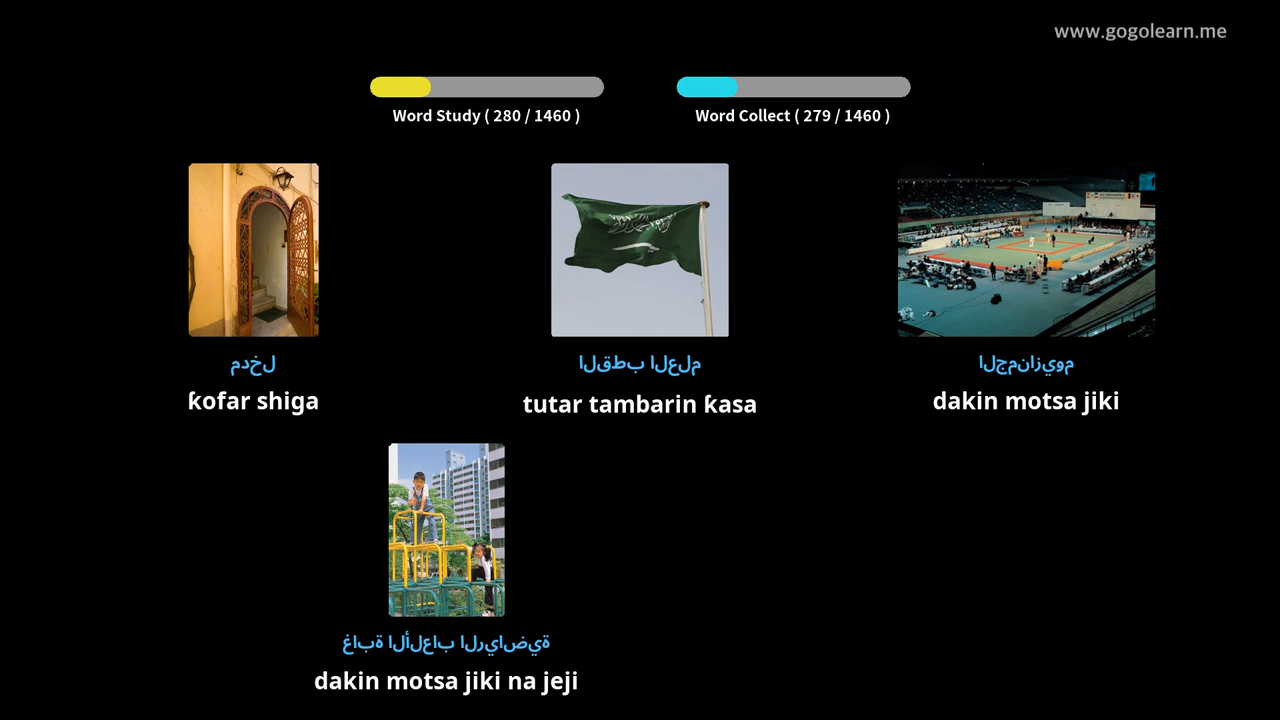 www.gogolearn.me
Word Study ( 280 / 1460 )
Word Collect ( 279 / 1460 )
مدخل
ƙofar shiga
القطب العلم
tutar tambarin ƙasa
الجمنازيوم
dakin motsa jiki
غابة الألعاب الرياضية
dakin motsa jiki na jeji